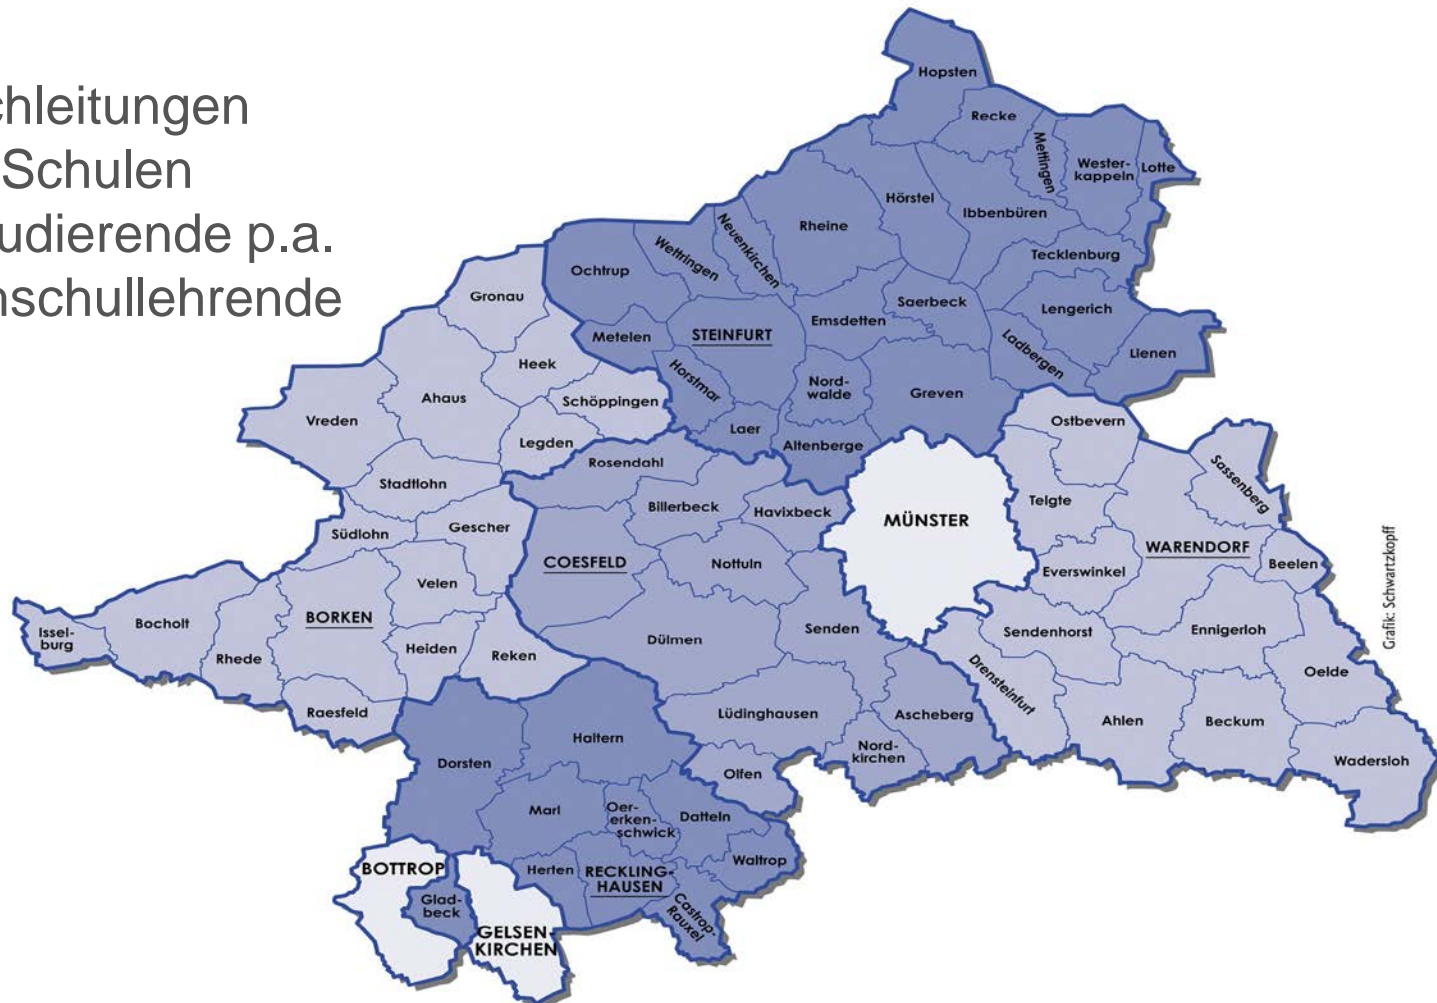 chleitungen
Schulen
udierende p.a.
nschullehrende
Hopsten
Recke
Mettingen
Wester-
kappeln
Lotte
Hörstel
Ibbenbüren
Rheine
Neuenkirchen
Wettringen
Ochtrup
Tecklenburg
Gronau
Saerbeck
Lengerich
Emsdetten
Metelen
STEINFURT
Ladbergen
Lienen
Heek
Horstmar
Nord-
walde
Greven
Ahaus
Schöppingen
Vreden
Ostbevern
Laer
Legden
Altenberge
Rosendahl
Sassenberg
Stadtlohn
Billerbeck
Havixbeck
Telgte
MÜNSTER
Südlohn
Gescher
WARENDORF
COESFELD
Nottuln
Everswinkel
Beelen
Velen
Grafik: Schwartzkopff
BORKEN
Bocholt
Issel-
burg
Rhede
Heiden
Reken
Dülmen
Senden
Sendenhorst
Ennigerloh
Drensteinfurt
Oelde
Raesfeld
Lüdinghausen
Ascheberg
Ahlen
Beckum
Haltern
Dorsten
Nord-
kirchen
Wadersloh
Olfen
Marl
Oer-
erken-
schwick
Datteln
Waltrop
BOTTROP
Herten
RECKLING-
HAUSEN
Glad-
beck
Castrop-
Rauxel
GELSEN-
KIRCHEN